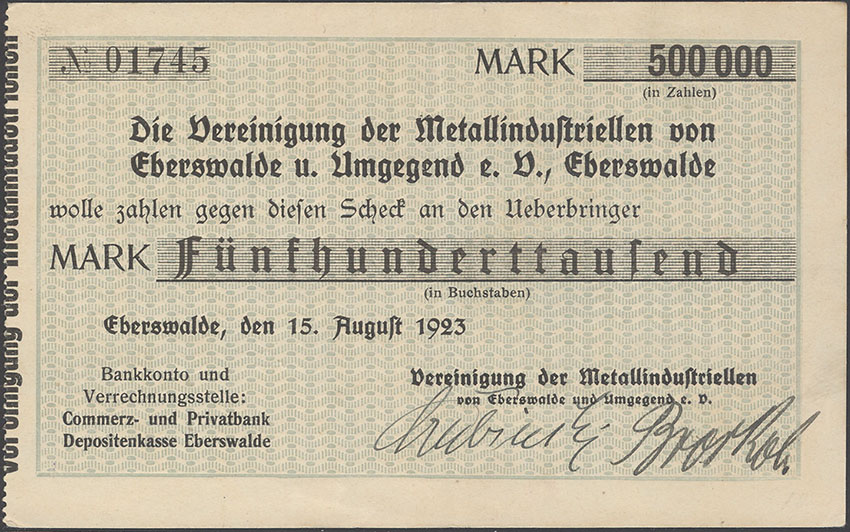 № 01745
MARK 500 000
(in Zahlen)
Die Vereinigung der Metallindustriellen von
Eberswalde u. Umgegend e. V., Eberswalde
wolle zahlen gegen diesen Scheck an den Ueberbringer
MARK Fünfhunderttausend
(in Buchstaben)
Eberswalde, den 15. August 1923
Bankkonto und
Verrechnungsstelle:
Commerz- und Privatbank
Depositenkasse Eberswalde
Vereinigung der Metallindustriellen
von Eberswalde und Umgegend e. V.